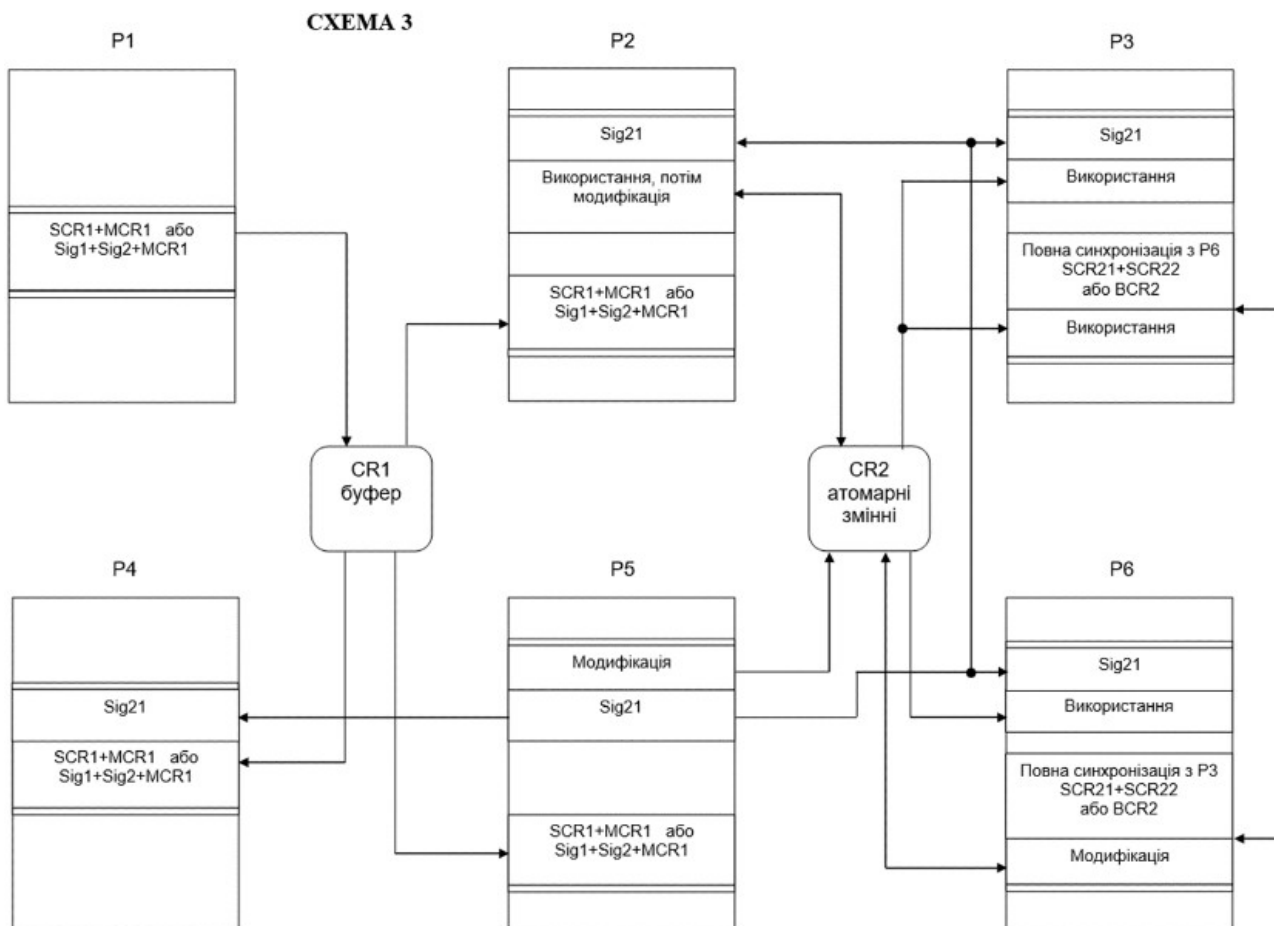 СХЕМА 3
P1
SCR1+MCR1 або
Sig1+Sig2+MCR1
P2
Sig21
Використання, потім
модифікація
SCR1+MCR1 або
Sig1+Sig2+MCR1
P3
Sig21
Використання
Повна синхронізація з P6
SCR21+SCR22
або BCR2
Використання
CR1
буфер
CR2
атомарні
змінні
P4
Sig21
SCR1+MCR1 або
Sig1+Sig2+MCR1
P5
Модифікація
Sig21
SCR1+MCR1 або
Sig1+Sig2+MCR1
P6
Sig21
Використання
Повна синхронізація з P3
SCR21+SCR22
або BCR2
Модифікація